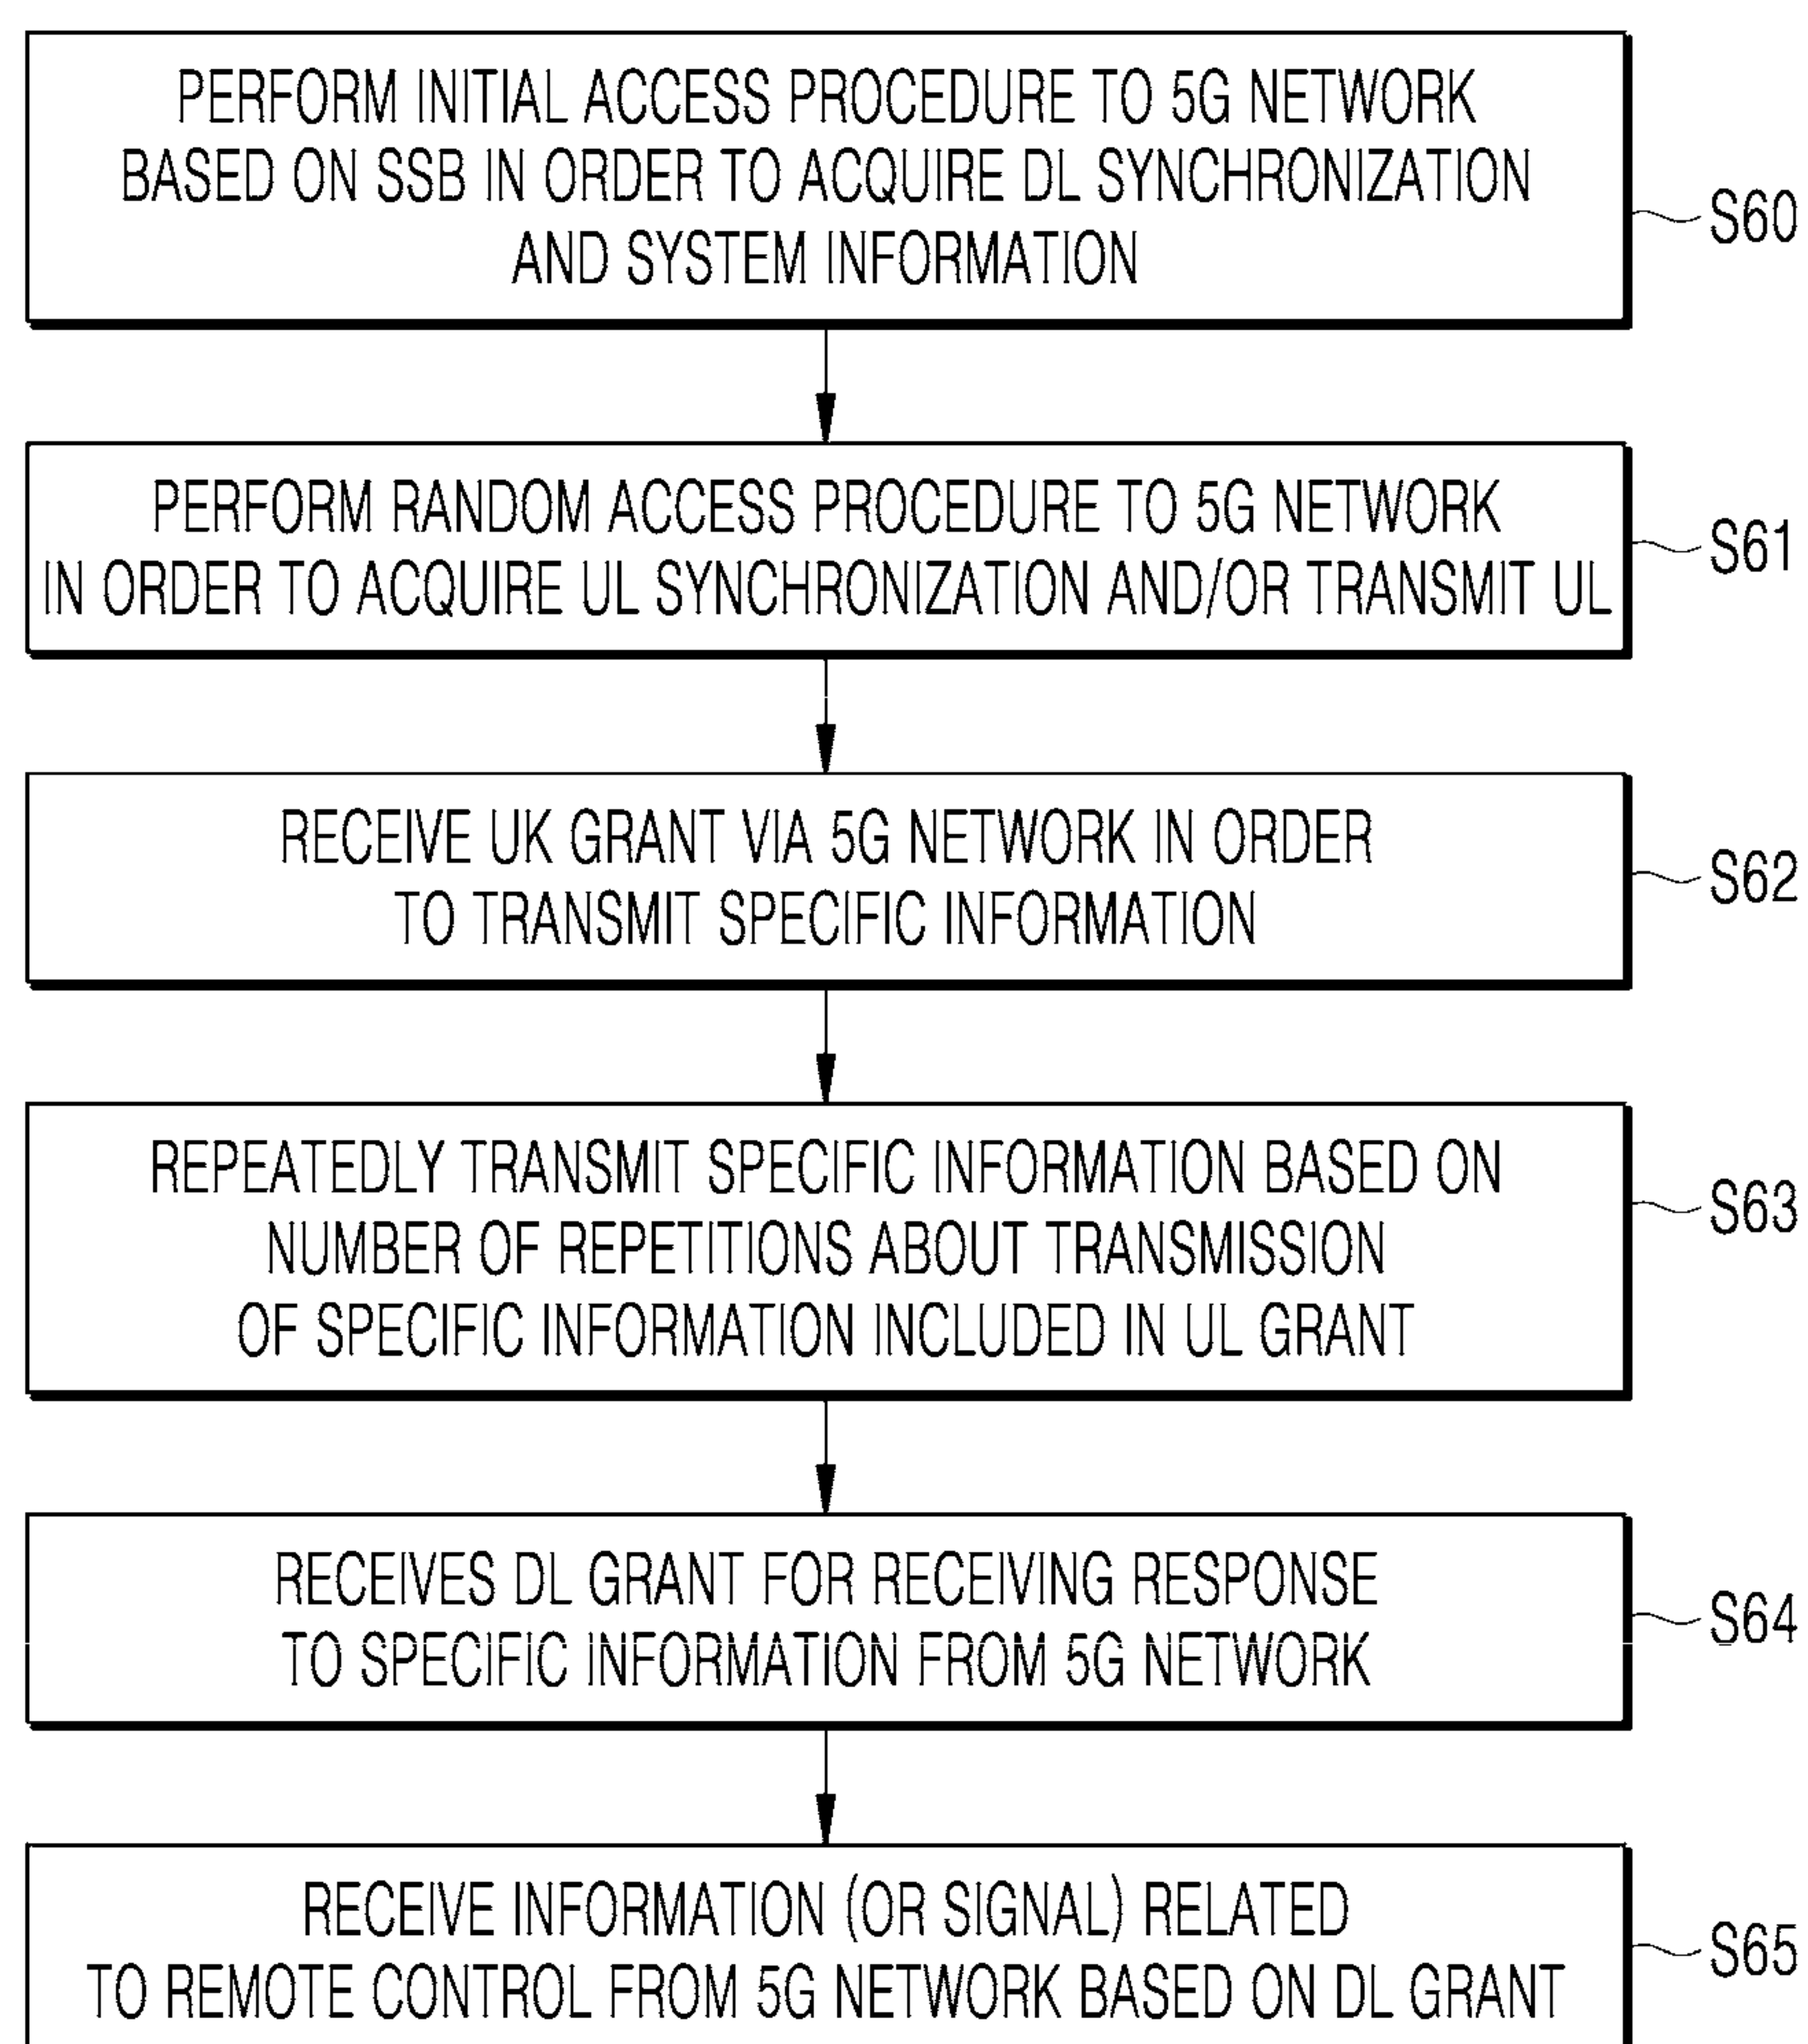 PERFORM INITIAL ACCESS PROCEDURE TO 5G NETWORK
BASED ON SSB IN ORDER TO ACQUIRE DL SYNCHRONIZATION
AND SYSTEM INFORMATION
S60
PERFORM RANDOM ACCESS PROCEDURE TO 5G NETWORK
IN ORDER TO ACQUIRE UL SYNCHRONIZATION AND/OR TRANSMIT UL
S61
RECEIVE UK GRANT VIA 5G NETWORK IN ORDER
TO TRANSMIT SPECIFIC INFORMATION
S62
REPEATEDLY TRANSMIT SPECIFIC INFORMATION BASED ON
NUMBER OF REPETITIONS ABOUT TRANSMISSION
OF SPECIFIC INFORMATION INCLUDED IN UL GRANT
S63
RECEIVES DL GRANT FOR RECEIVING RESPONSE
TO SPECIFIC INFORMATION FROM 5G NETWORK
S64
RECEIVE INFORMATION (OR SIGNAL) RELATED
TO REMOTE CONTROL FROM 5G NETWORK BASED ON DL GRANT
S65